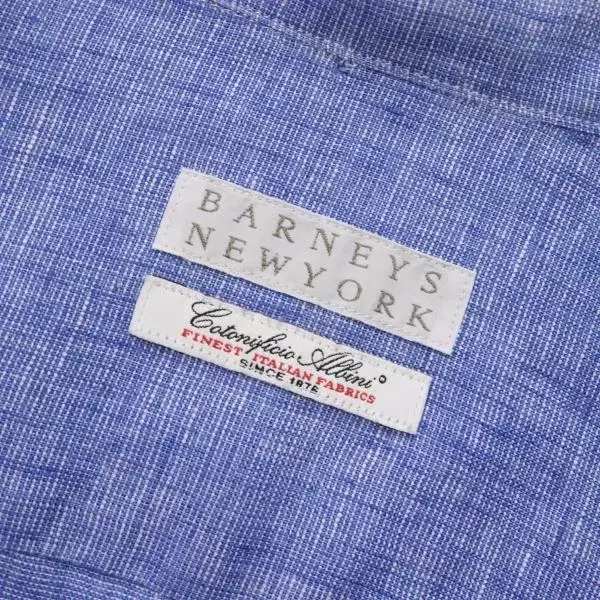 BARNEYS
NEWYORK
Cotonificio Albini
FINEST ITALIAN FABRICS
SINCE 1876